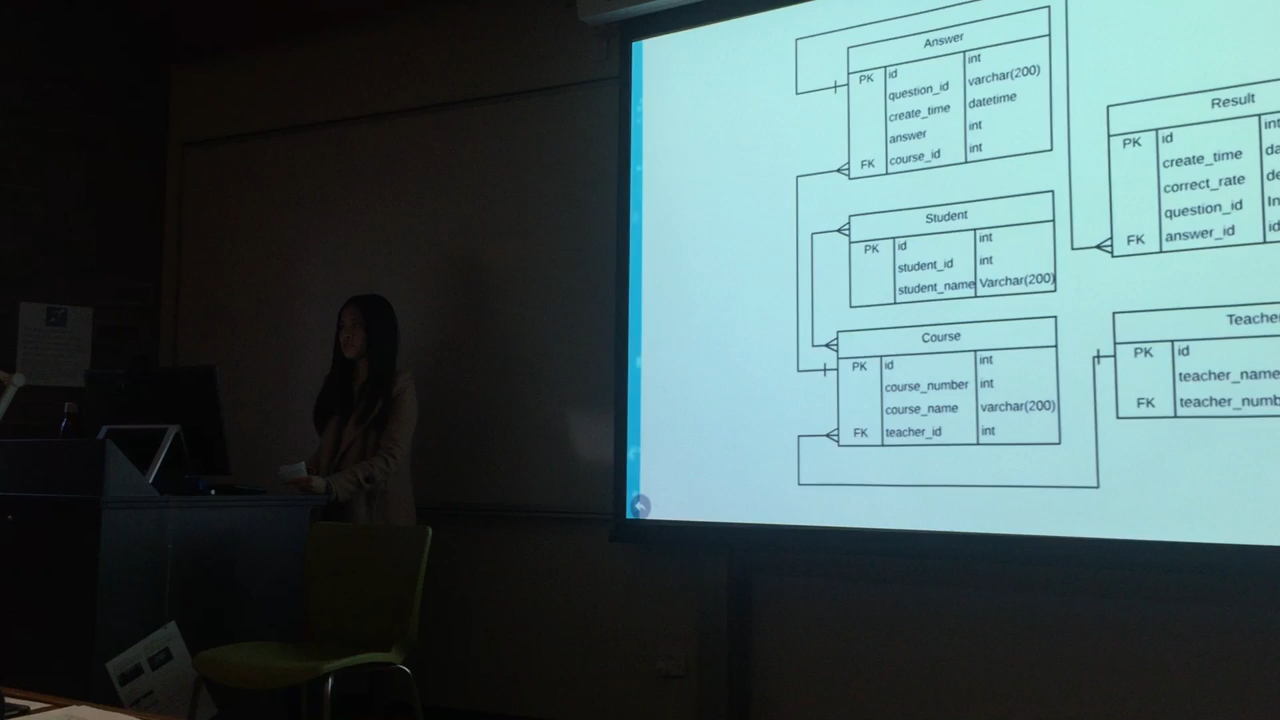 Answer
PK id int
question_id varchar(200)
create_time datetime
answer int
FK course_id int
Student
PK id int
student_id int
student_name Varchar(200)
Course
PK id int
course_number int
course_name varchar(200)
FK teacher_id int
Result
PK id int
create_time da
correct_rate de
question_id In
FK answer_id id
Teacher
PK id
teacher_name
FK teacher_numb